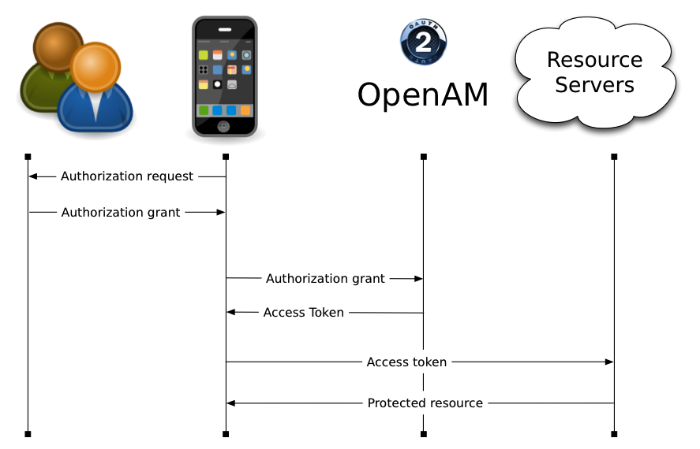 OAUTH
2
OpenAM
Resource
Servers
Authorization request
Authorization grant
Authorization grant
Access Token
Access token
Protected resource